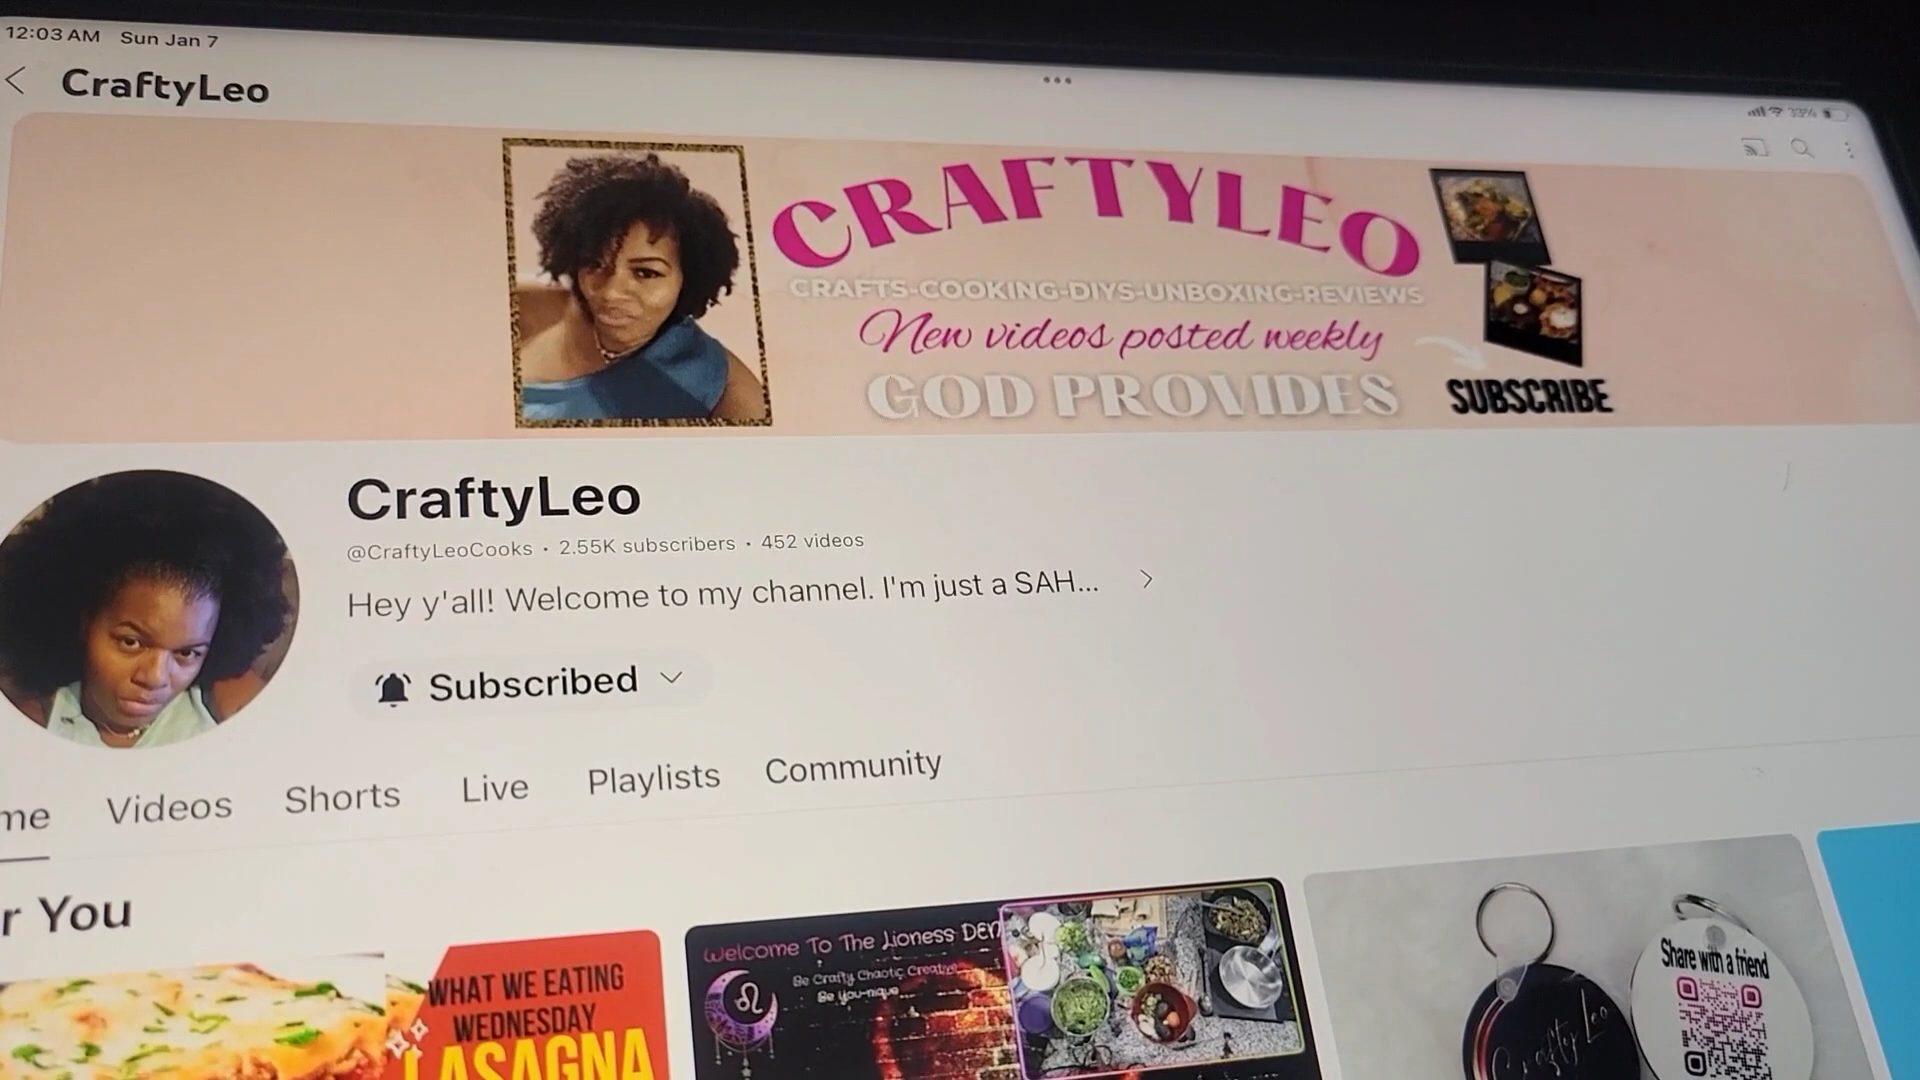 12:03 AM Sun Jan 7
33%
CraftyLeo
CRAFTYLEO
CRAFTS-COOKING-DIYS-UNBOXING-REVIEWS
New videos posted weekly
GOD PROVIDES
SUBSCRIBE
CraftyLeo
@CraftyLeoCooks • 2.55K subscribers • 452 videos
Hey y'all! Welcome to my channel. I'm just a SAH...
Subscribed
me Videos Shorts Live Playlists Community
r You
WHAT WE EATING
WEDNESDAY
LASAGNA
Welcome To The Lioness DEN
Be Crafty, Chaotic, Creative
Be You-nique
Crafty Leo
Share with a friend